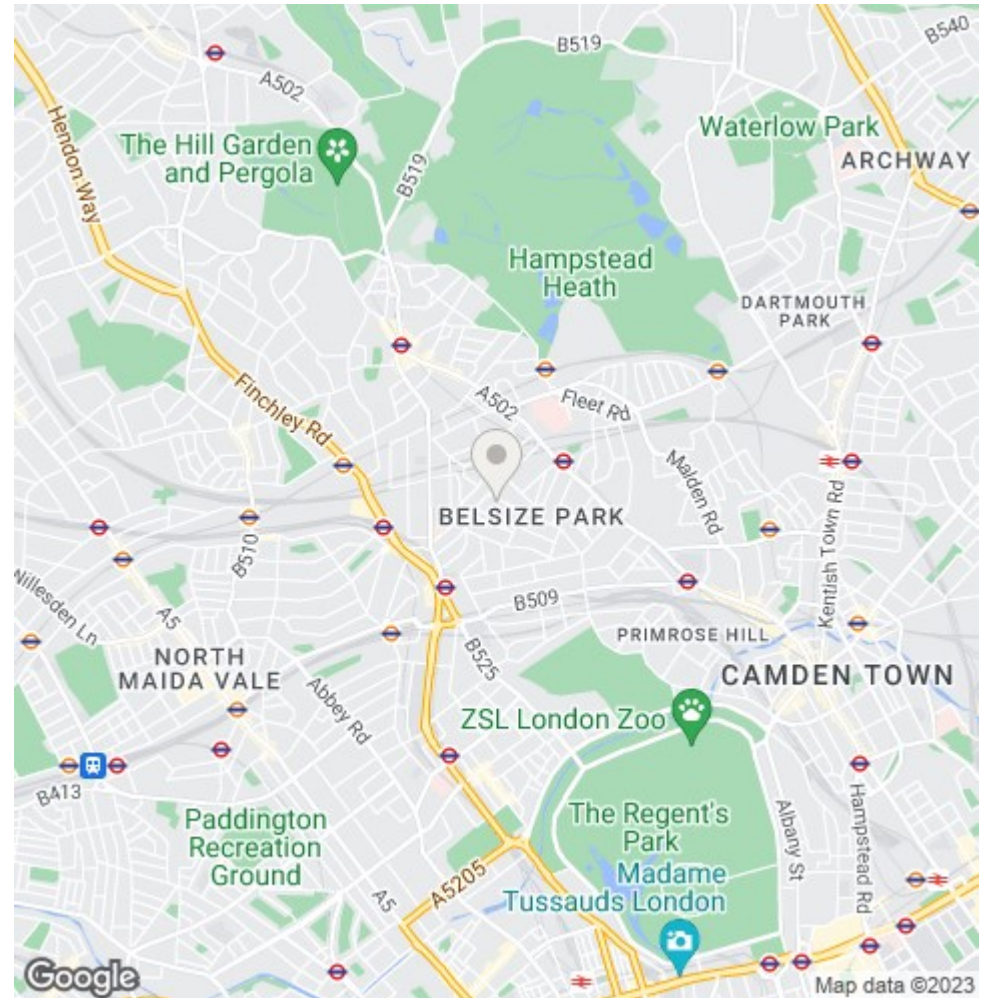 B519
B540
A502
Hendon Way
The Hill Garden
and Pergola
B519
Waterlow Park
ARCHWAY
Hampstead
Heath
DARTMOUTH
PARK
Finchley Rd
A502
Fleet Rd
Malden Rd
BELSIZE PARK
B510
Kentish Town Rd
Willesden Ln
A5
B509
PRIMROSE HILL
NORTH
MAIDA VALE
B525
CAMDEN TOWN
Abbey Rd
ZSL London Zoo
B413
Paddington
Recreation
Ground
The Regent's
Park
Albany St
Hampstead Rd
Madame
Tussauds London
A5
A5205
Google
Map data ©2023